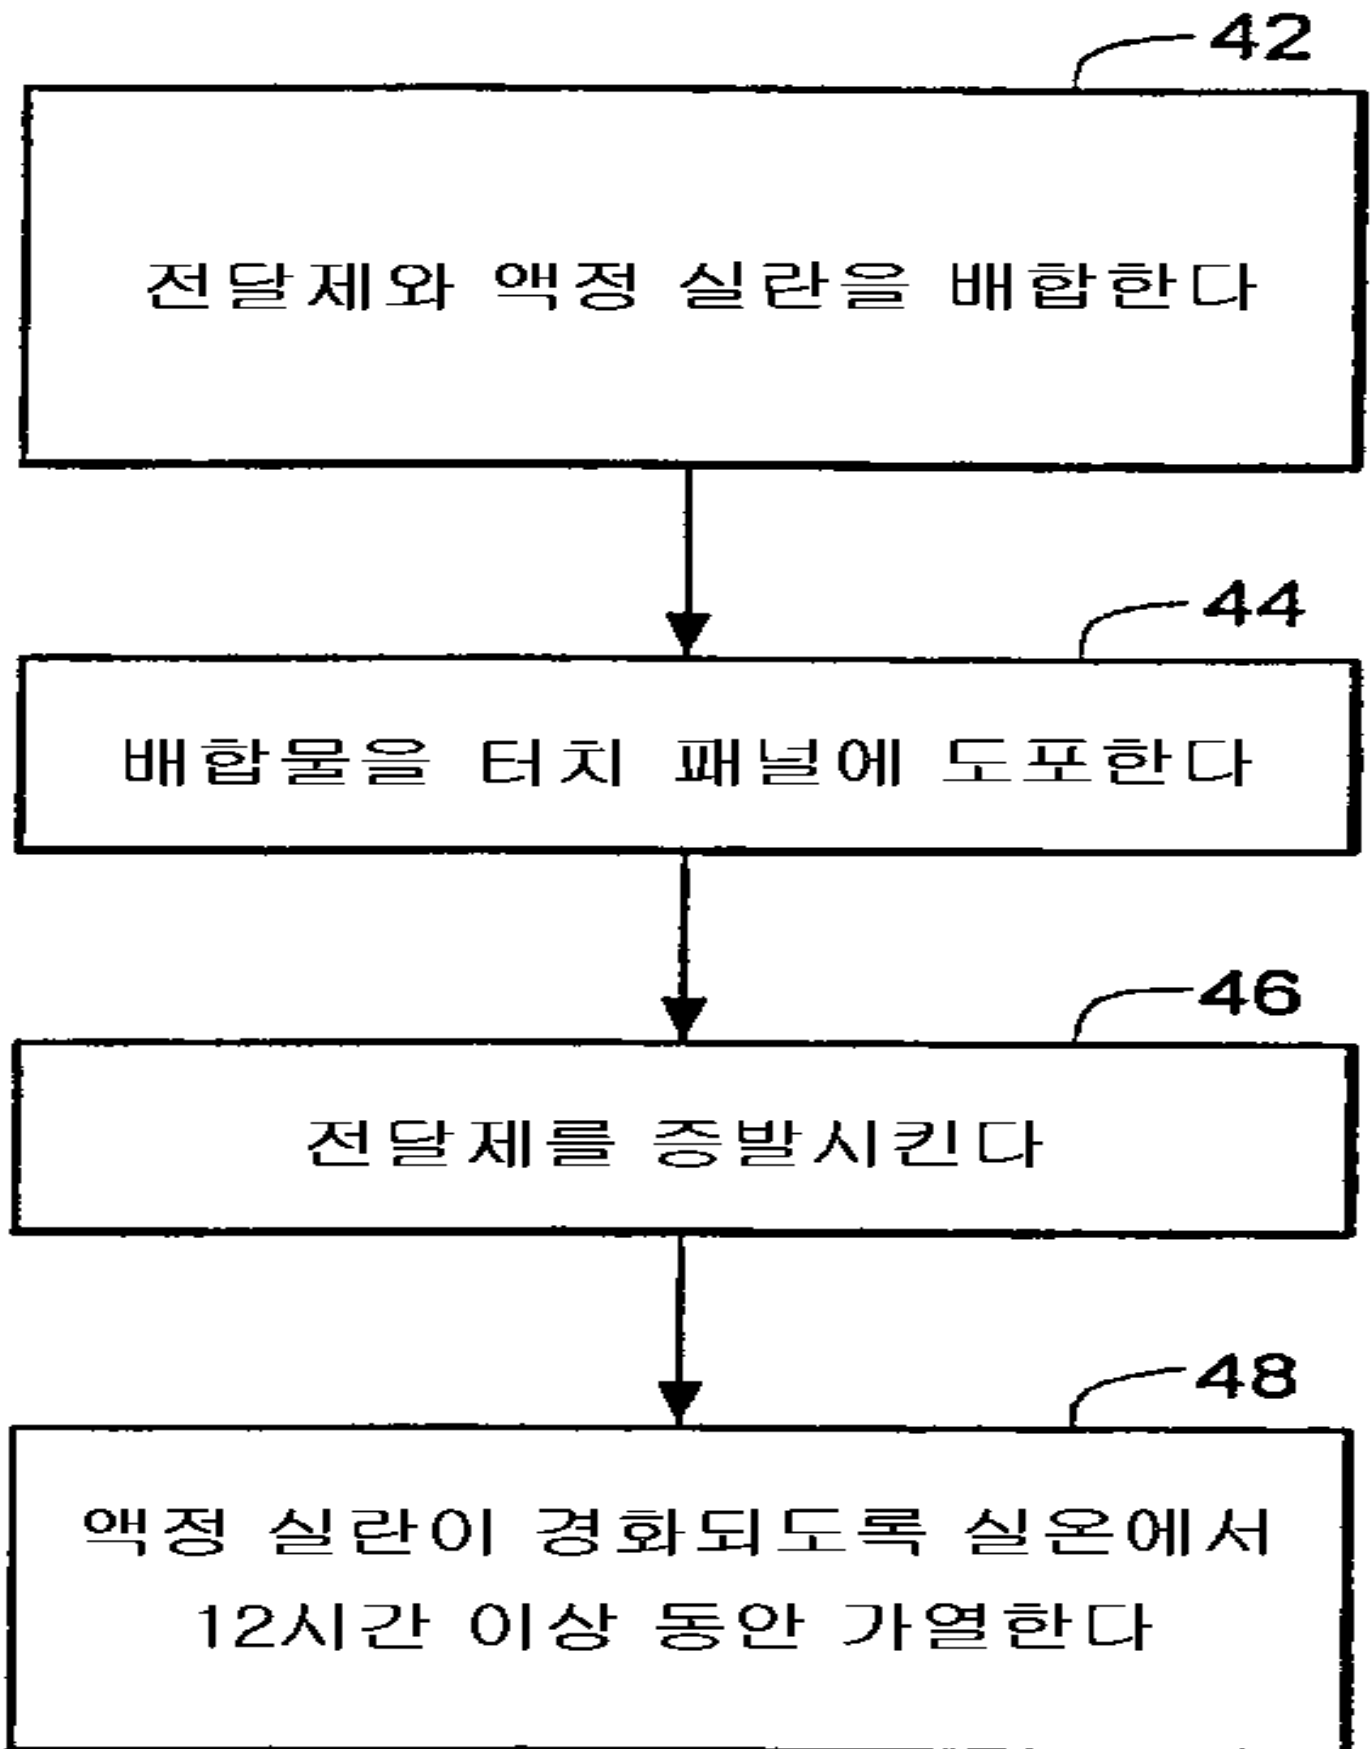 42
전달제와 액정 실란을 배합한다
44
배합물을 터치 패널에 도포한다
46
전달제를 증발시킨다
48
액정 실란이 경화되도록 실온에서
12시간 이상 동안 가열한다